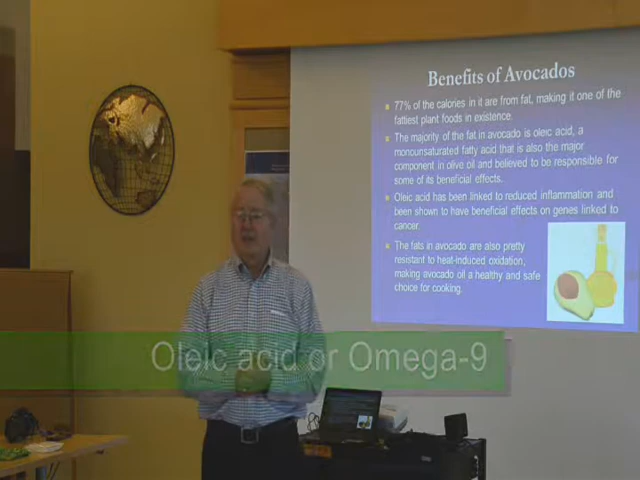 Benefits of Avocados
77% of the calories in it are from fat, making it one of the
fattiest plant foods in existence.
The majority of the fat in avocado is oleic acid, a
monounsaturated fatty acid that is also the major
component in olive oil and believed to be responsible for
some of its beneficial effects.
Oleic acid has been linked to reduced inflammation and
been shown to have beneficial effects on genes linked to
cancer.
The fats in avocado are also pretty
resistant to heat-induced oxidation,
making avocado oil a healthy and safe
choice for cooking.
Oleic acid or Omega-9